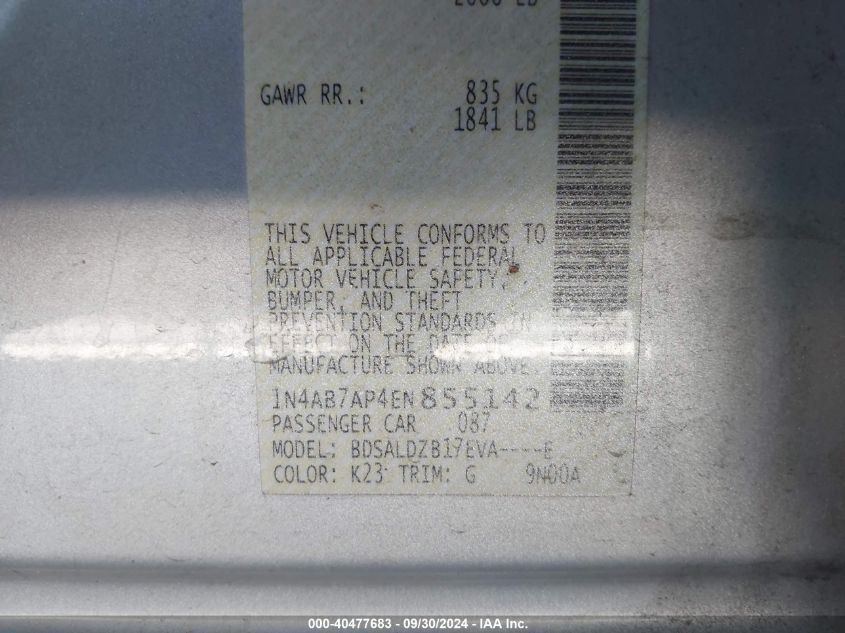 GAWR RR.: 835 KG
1841 LB
THIS VEHICLE CONFORMS TO
ALL APPLICABLE FEDERAL
MOTOR VEHICLE SAFETY,
BUMPER, AND THEFT
PREVENTION STANDARDS IN
EFFECT ON THE DATE OF
MANUFACTURE SHOWN ABOVE
1N4AB7AP4EN855142
PASSENGER CAR 087
MODEL: BDSALDZB17EVA----E
COLOR: K23 TRIM: G 9N00A
000-40477683 - 09/30/2024 - IAA Inc.